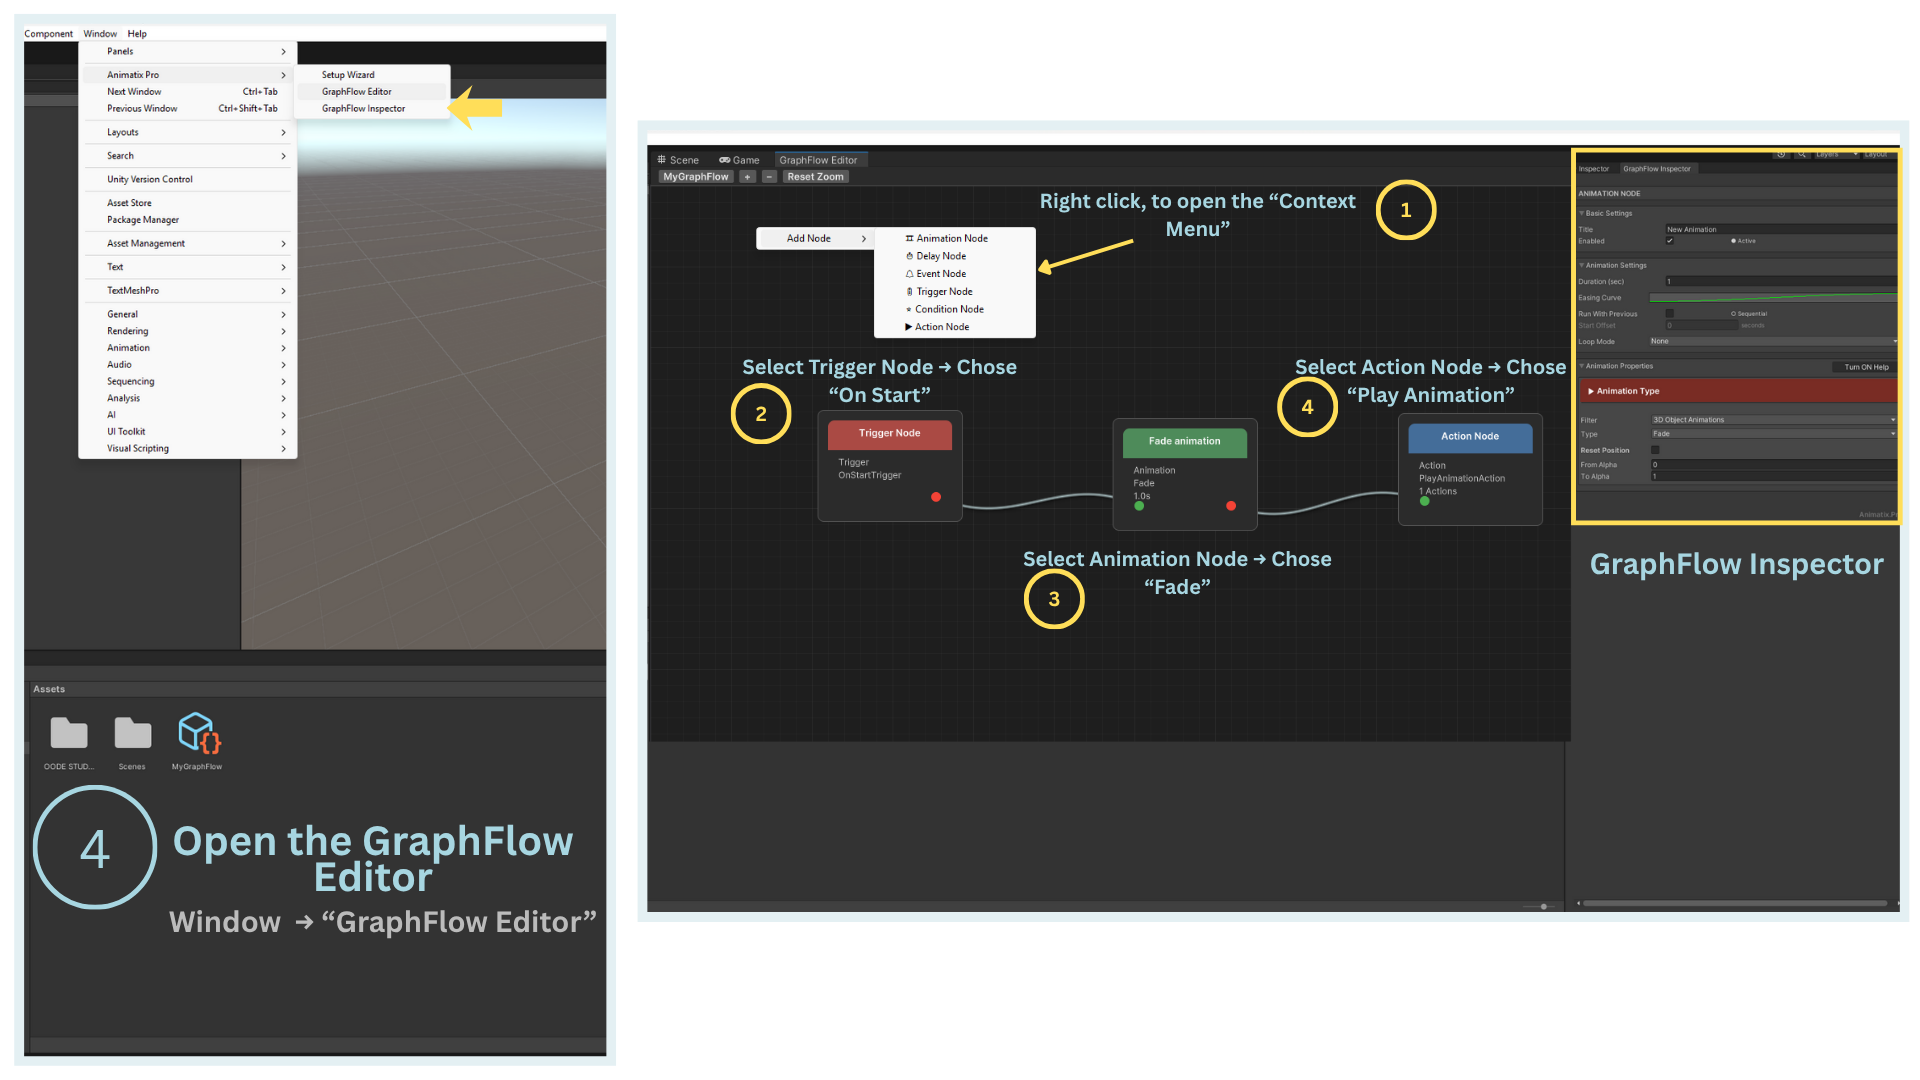 Component Window Help
Panels
Animatix Pro
Next Window Ctrl+Tab
Previous Window Ctrl+Shift+Tab
Layouts
Search
Unity Version Control
Asset Store
Package Manager
Asset Management
Text
TextMeshPro
General
Rendering
Animation
Audio
Sequencing
Analysis
AI
UI Toolkit
Visual Scripting
Setup Wizard
GraphFlow Editor
GraphFlow Inspector
Assets
OODE STUD...
Scenes
MyGraphFlow
4
Open the GraphFlow
Editor
Window → “GraphFlow Editor”
Scene Game GraphFlow Editor
MyGraphFlow + - Reset Zoom
Right click, to open the “Context
Menu”
1
Add Node
Animation Node
Delay Node
Event Node
Trigger Node
Condition Node
Action Node
Select Trigger Node → Chose
“On Start”
2
Trigger Node
Trigger
OnStartTrigger
Fade animation
Animation
Fade
1.0s
Select Animation Node → Chose
“Fade”
3
Select Action Node → Chose
“Play Animation”
4
Action Node
Action
PlayAnimationAction
1 Actions
Layers Layout
Inspector GraphFlow Inspector
ANIMATION NODE
Basic Settings
Title New Animation
Enabled Active
Animation Settings
Duration (sec) 1
Easing Curve
Run With Previous Sequential
Start Offset 0 seconds
Loop Mode None
Animation Properties Turn ON Help
Animation Type
Filter 3D Object Animations
Type Fade
Reset Position
From Alpha 0
To Alpha 1
Animatix.Pr
GraphFlow Inspector